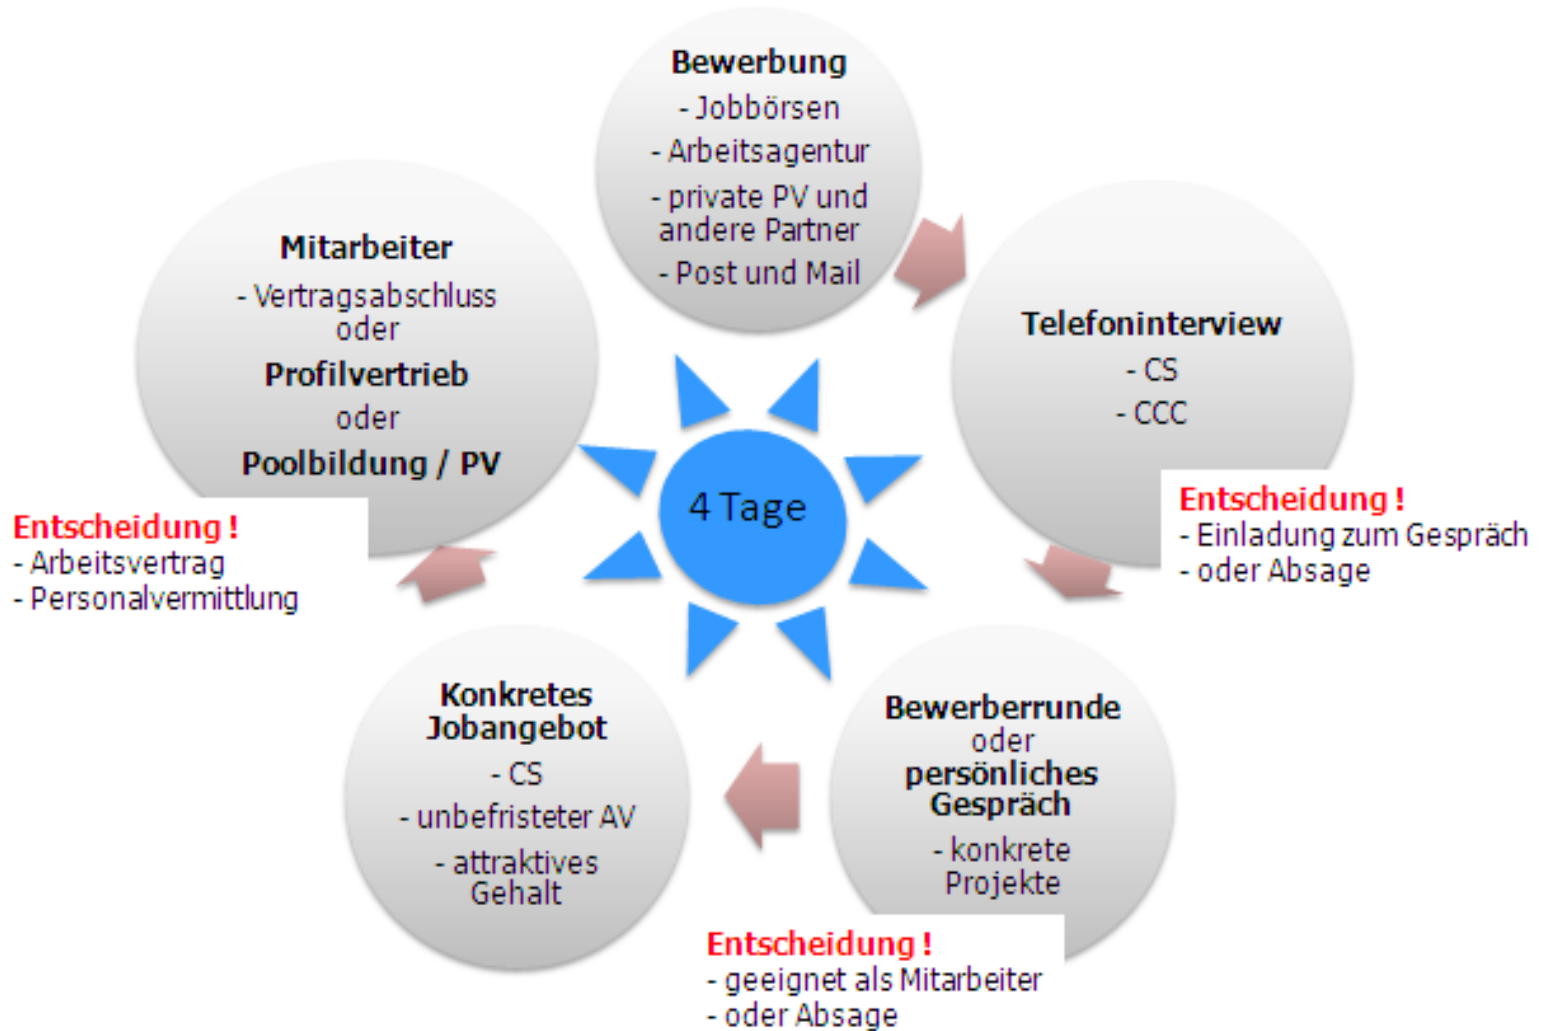 Bewerbung
- Jobbörsen
- Arbeitsagentur
- private PV und
andere Partner
- Post und Mail
Telefoninterview
- CS
- CCC
Entscheidung !
- Einladung zum Gespräch
- oder Absage
Bewerberrunde
oder
persönliches
Gespräch
- konkrete
Projekte
Entscheidung !
- geeignet als Mitarbeiter
- oder Absage
Konkretes
Jobangebot
- CS
- unbefristeter AV
- attraktives
Gehalt
Entscheidung !
- Arbeitsvertrag
- Personalvermittlung
Mitarbeiter
- Vertragsabschluss
oder
Profilvertrieb
oder
Poolbildung / PV
4 Tage